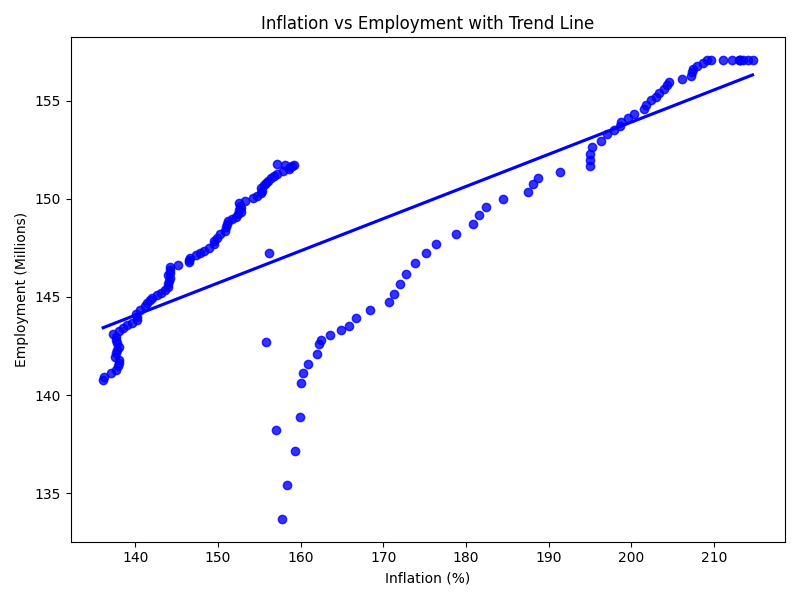 Inflation vs Employment with Trend Line
Employment (Millions)
155
150
145
140
135
140 150 160 170 180 190 200 210
Inflation (%)